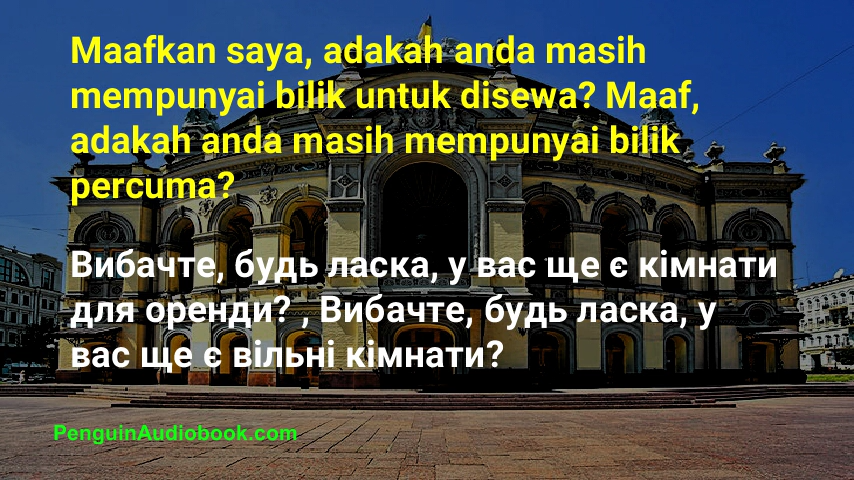 Maafkan saya, adakah anda masih
mempunyai bilik untuk disewa? Maaf,
adakah anda masih mempunyai bilik
percuma?
Вибачте, будь ласка, у вас ще є кімнати
для оренди? , Вибачте, будь ласка, у
вас ще є вільні кімнати?
PenguinAudiobook.com